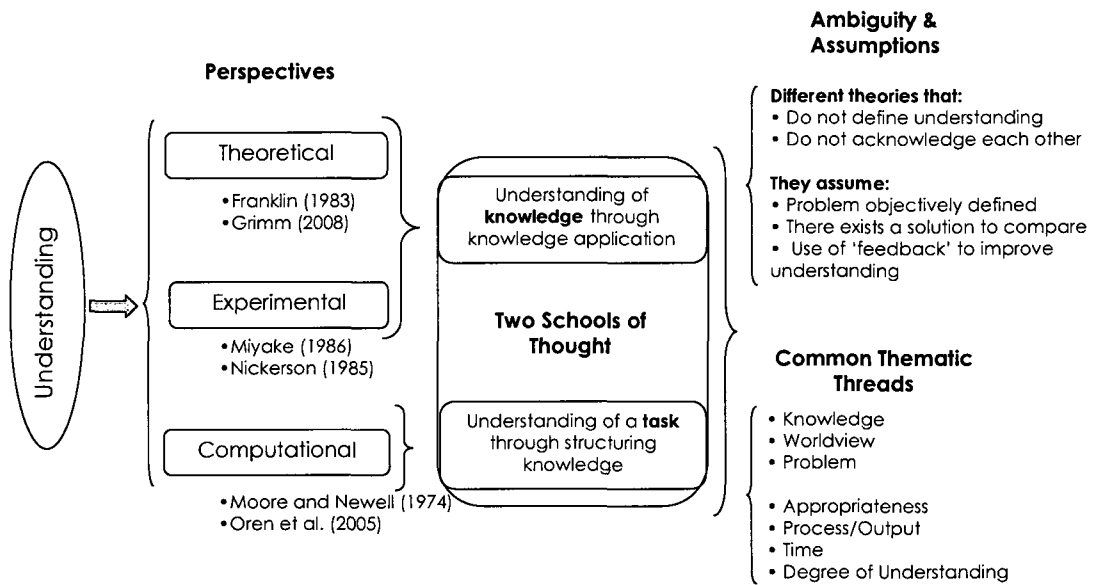 Understanding
Perspectives
Theoretical
•Franklin (1983)
•Grimm (2008)
Experimental
•Miyake (1986)
•Nickerson (1985)
Computational
•Moore and Newell (1974)
•Oren et al. (2005)
Understanding of
knowledge through
knowledge application
Two Schools of
Thought
Understanding of a task
through structuring
knowledge
Ambiguity &
Assumptions
Different theories that:
• Do not define understanding
• Do not acknowledge each other
They assume:
• Problem objectively defined
• There exists a solution to compare
• Use of 'feedback' to improve
understanding
Common Thematic
Threads
• Knowledge
• Worldview
• Problem
• Appropriateness
• Process/Output
• Time
• Degree of Understanding